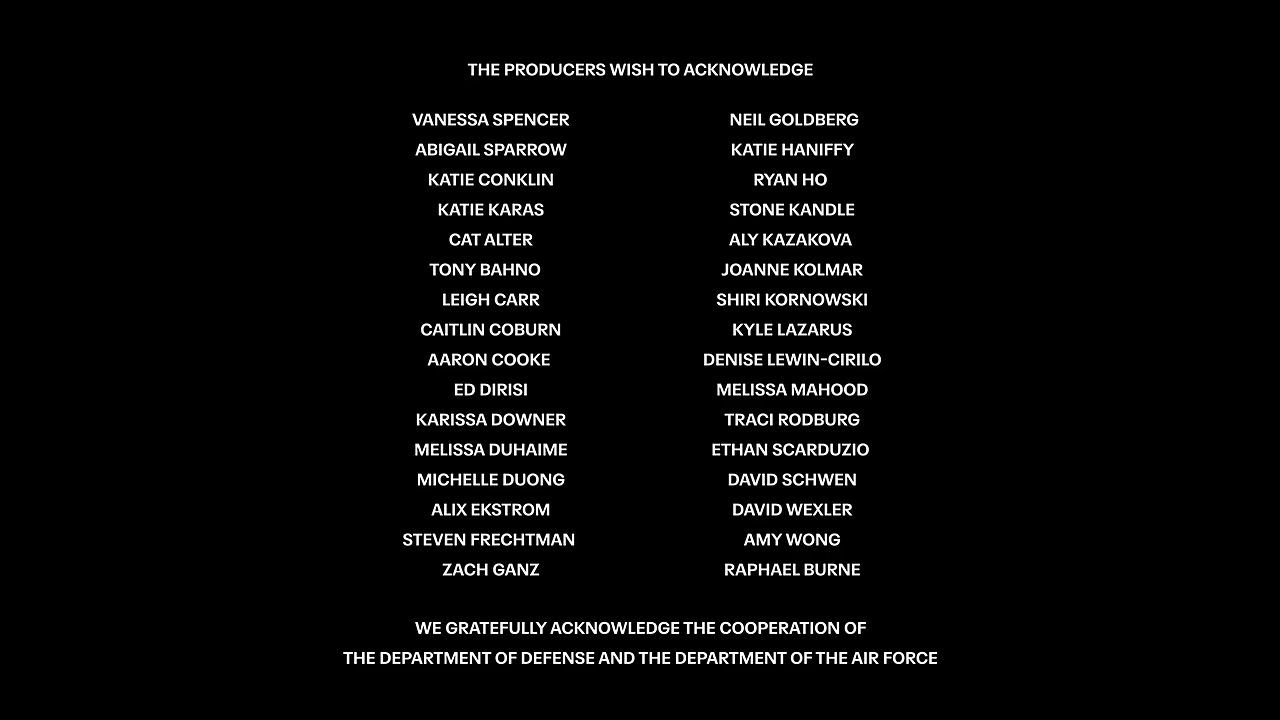 THE PRODUCERS WISH TO ACKNOWLEDGE
VANESSA SPENCER
ABIGAIL SPARROW
KATIE CONKLIN
KATIE KARAS
CAT ALTER
TONY BAHNO
LEIGH CARR
CAITLIN COBURN
AARON COOKE
ED DIRISI
KARISSA DOWNER
MELISSA DUHAIME
MICHELLE DUONG
ALIX EKSTROM
STEVEN FRECHTMAN
ZACH GANZ
NEIL GOLDBERG
KATIE HANIFFY
RYAN HO
STONE KANDLE
ALY KAZAKOVA
JOANNE KOLMAR
SHIRI KORNOWSKI
KYLE LAZARUS
DENISE LEWIN-CIRILO
MELISSA MAHOOD
TRACI RODBURG
ETHAN SCARDUZIO
DAVID SCHWEN
DAVID WEXLER
AMY WONG
RAPHAEL BURNE
WE GRATEFULLY ACKNOWLEDGE THE COOPERATION OF
THE DEPARTMENT OF DEFENSE AND THE DEPARTMENT OF THE AIR FORCE